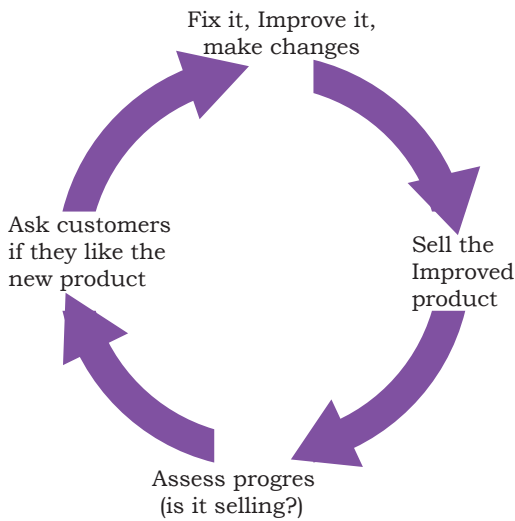 Fix it, Improve it,
make changes
Sell the
Improved
product
Assess progres
(is it selling?)
Ask customers
if they like the
new product